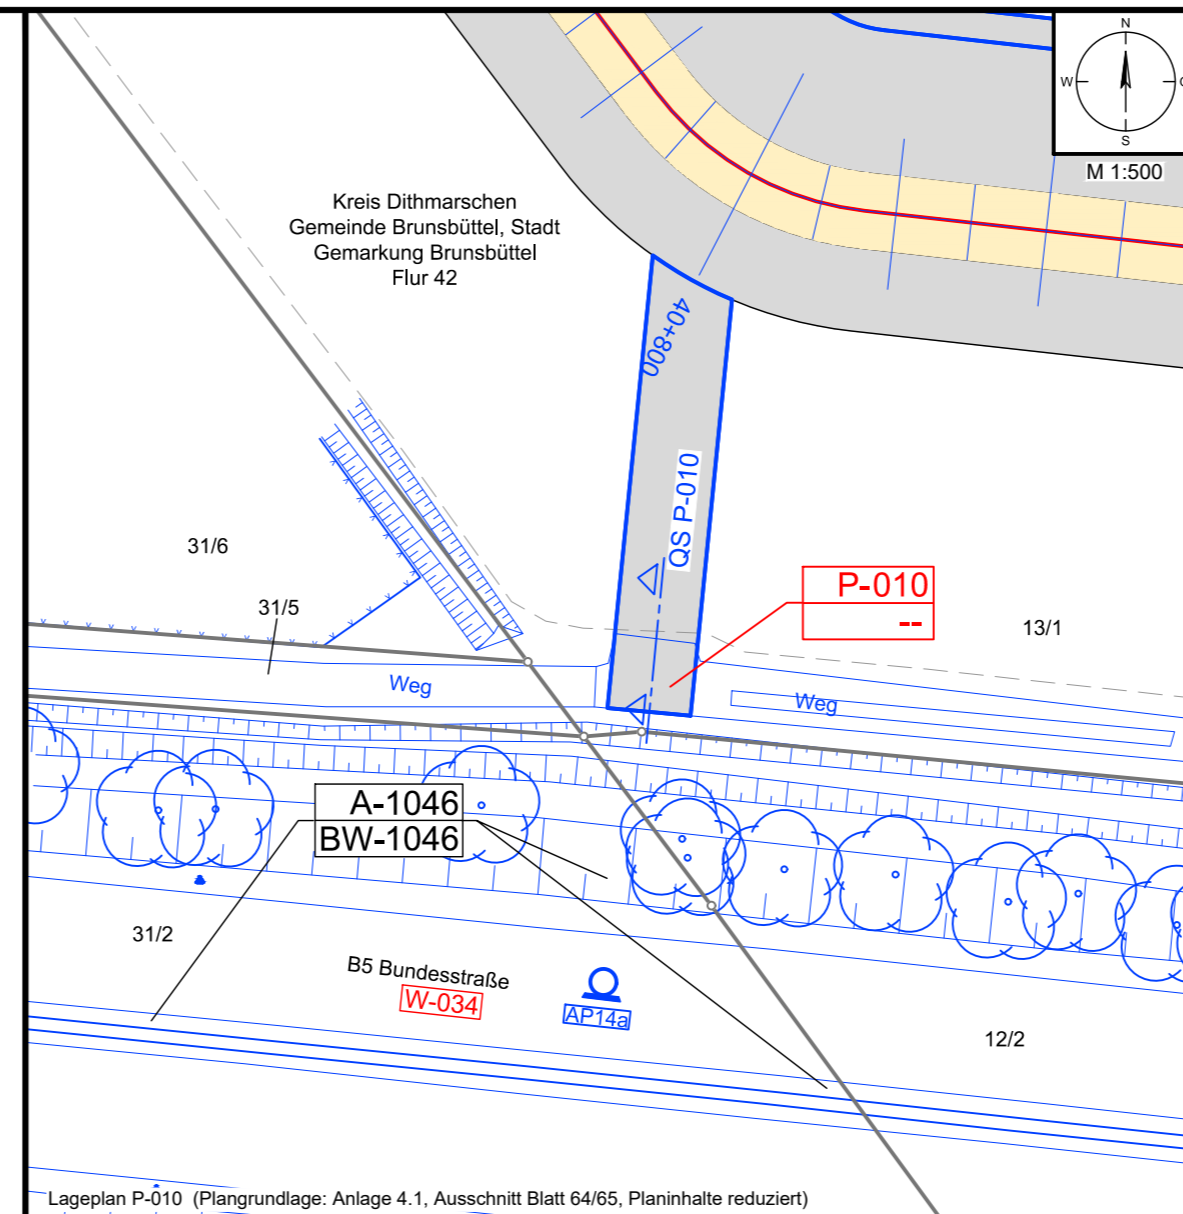 N
W
O
S
M 1:500
Kreis Dithmarschen
Gemeinde Brunsbüttel, Stadt
Gemarkung Brunsbüttel
Flur 42
40+800
QS P-010
31/6
P-010
--
31/5
13/1
Weg
Weg
A-1046
BW-1046
31/2
B5 Bundesstraße
W-034
AP14a
12/2
Lageplan P-010 (Plangrundlage: Anlage 4.1, Ausschnitt Blatt 64/65, Planinhalte reduziert)